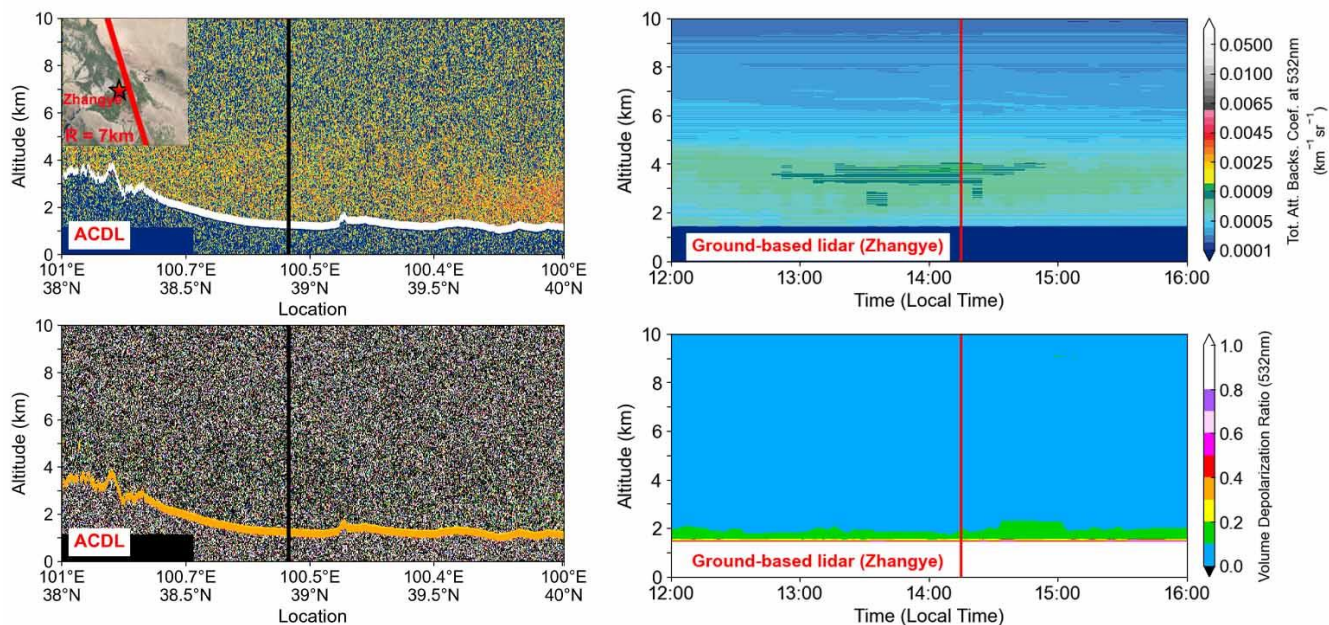 10
8
6
4
2
0
Altitude (km)
Zhangye
R = 7km
ACDL
101°E 100.7°E 100.5°E 100.4°E 100°E
38°N 38.5°N 39°N 39.5°N 40°N
Location
10
8
6
4
2
0
Altitude (km)
Ground-based lidar (Zhangye)
12:00 13:00 14:00 15:00 16:00
Time (Local Time)
0.0500
0.0100
0.0065
0.0045
0.0025
0.0009
0.0005
0.0001
Tot. Att. Backs. Coef. at 532nm
(km⁻¹ sr⁻¹)
10
8
6
4
2
0
Altitude (km)
ACDL
101°E 100.7°E 100.5°E 100.4°E 100°E
38°N 38.5°N 39°N 39.5°N 40°N
Location
10
8
6
4
2
0
Altitude (km)
Ground-based lidar (Zhangye)
12:00 13:00 14:00 15:00 16:00
Time (Local Time)
1.0
0.8
0.6
0.4
0.2
0.0
Volume Depolarization Ratio (532nm)